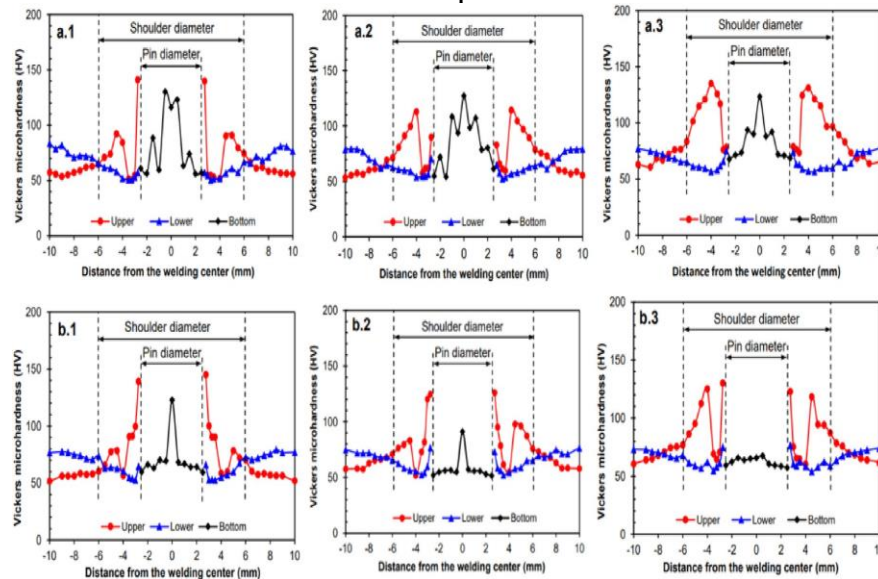 a.1
Shoulder diameter
Pin diameter
Vickers microhardness (HV)
200
150
100
50
0
Upper Lower Bottom
-10 -8 -6 -4 -2 0 2 4 6 8 10
Distance from the welding center (mm)
a.2
Shoulder diameter
Pin diameter
Vickers microhardness (HV)
200
150
100
50
0
Upper Lower Bottom
-10 -8 -6 -4 -2 0 2 4 6 8 10
Distance from the welding center (mm)
a.3
Shoulder diameter
Pin diameter
Vickers microhardness (HV)
200
150
100
50
0
Upper Lower Bottom
-10 -8 -6 -4 -2 0 2 4 6 8 10
Distance from the welding center (mm)
b.1
Shoulder diameter
Pin diameter
Vickers microhardness (HV)
200
150
100
50
0
Upper Lower Bottom
-10 -8 -6 -4 -2 0 2 4 6 8 10
Distance from the welding center (mm)
b.2
Shoulder diameter
Pin diameter
Vickers microhardness (HV)
200
150
100
50
0
Upper Lower Bottom
-10 -8 -6 -4 -2 0 2 4 6 8 10
Distance from the welding center (mm)
b.3
Shoulder diameter
Pin diameter
Vickers microhardness (HV)
200
150
100
50
0
Upper Lower Bottom
-10 -8 -6 -4 -2 0 2 4 6 8 10
Distance from the welding center (mm)